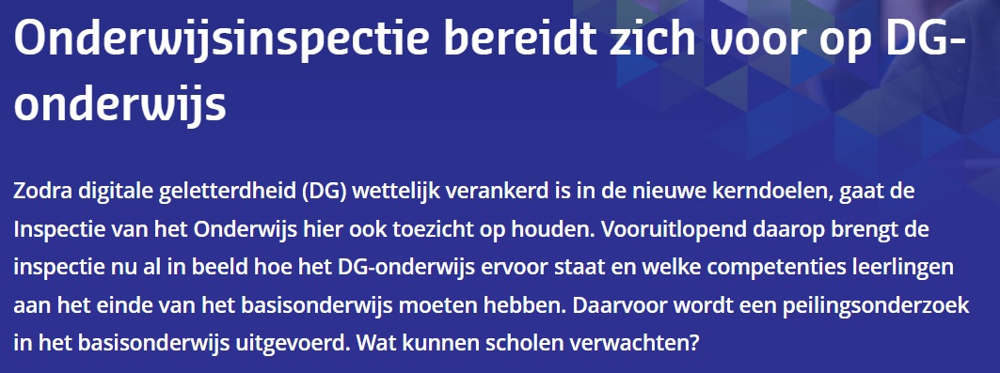 Onderwijsinspectie bereidt zich voor op DG-
onderwijs
Zodra digitale geletterdheid (DG) wettelijk verankerd is in de nieuwe kerndoelen, gaat de
Inspectie van het Onderwijs hier ook toezicht op houden. Vooruitlopend daarop brengt de
inspectie nu al in beeld hoe het DG-onderwijs ervoor staat en welke competenties leerlingen
aan het einde van het basisonderwijs moeten hebben. Daarvoor wordt een peilingsonderzoek
in het basisonderwijs uitgevoerd. Wat kunnen scholen verwachten?